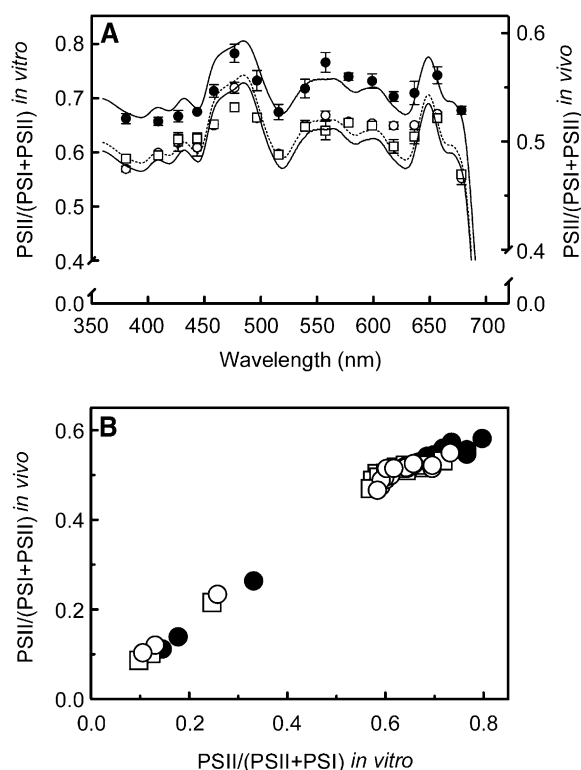 A
PSII/(PSI+PSII) in vitro
0.8
0.7
0.6
0.5
0.4
0.0
0.6
0.5
0.4
0.0
PSII/(PSI+PSII) in vivo
350 400 450 500 550 600 650 700
Wavelength (nm)
B
PSII/(PSI+PSII) in vivo
0.6
0.4
0.2
0.0
0.0 0.2 0.4 0.6 0.8
PSII/(PSII+PSI) in vitro